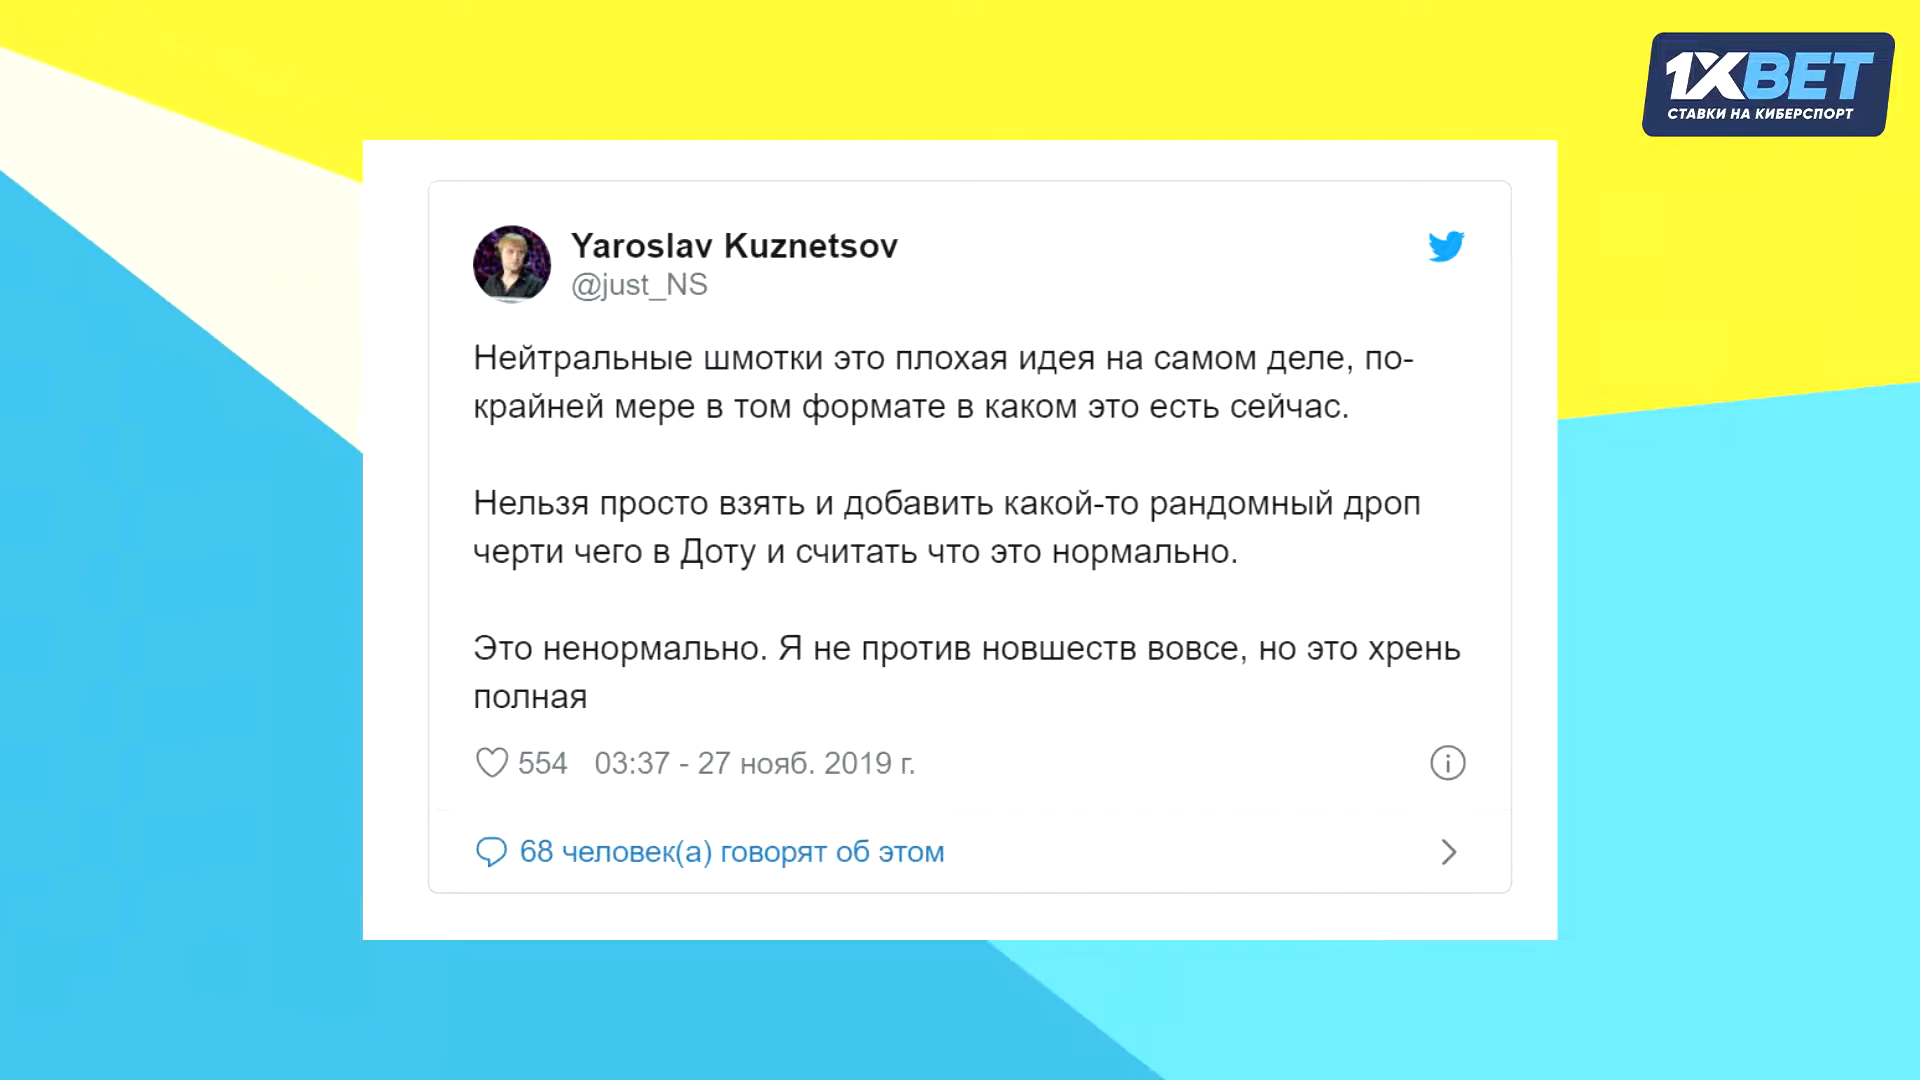 1XBET
СТАВКИ НА КИБЕРСПОРТ
Yaroslav Kuznetsov
@just_NS
Нейтральные шмотки это плохая идея на самом деле, по-
крайней мере в том формате в каком это есть сейчас.
Нельзя просто взять и добавить какой-то рандомный дроп
черти чего в Доту и считать что это нормально.
Это ненормально. Я не против новшеств вовсе, но это хрень
полная
554 03:37 - 27 нояб. 2019 г.
68 человек(а) говорят об этом